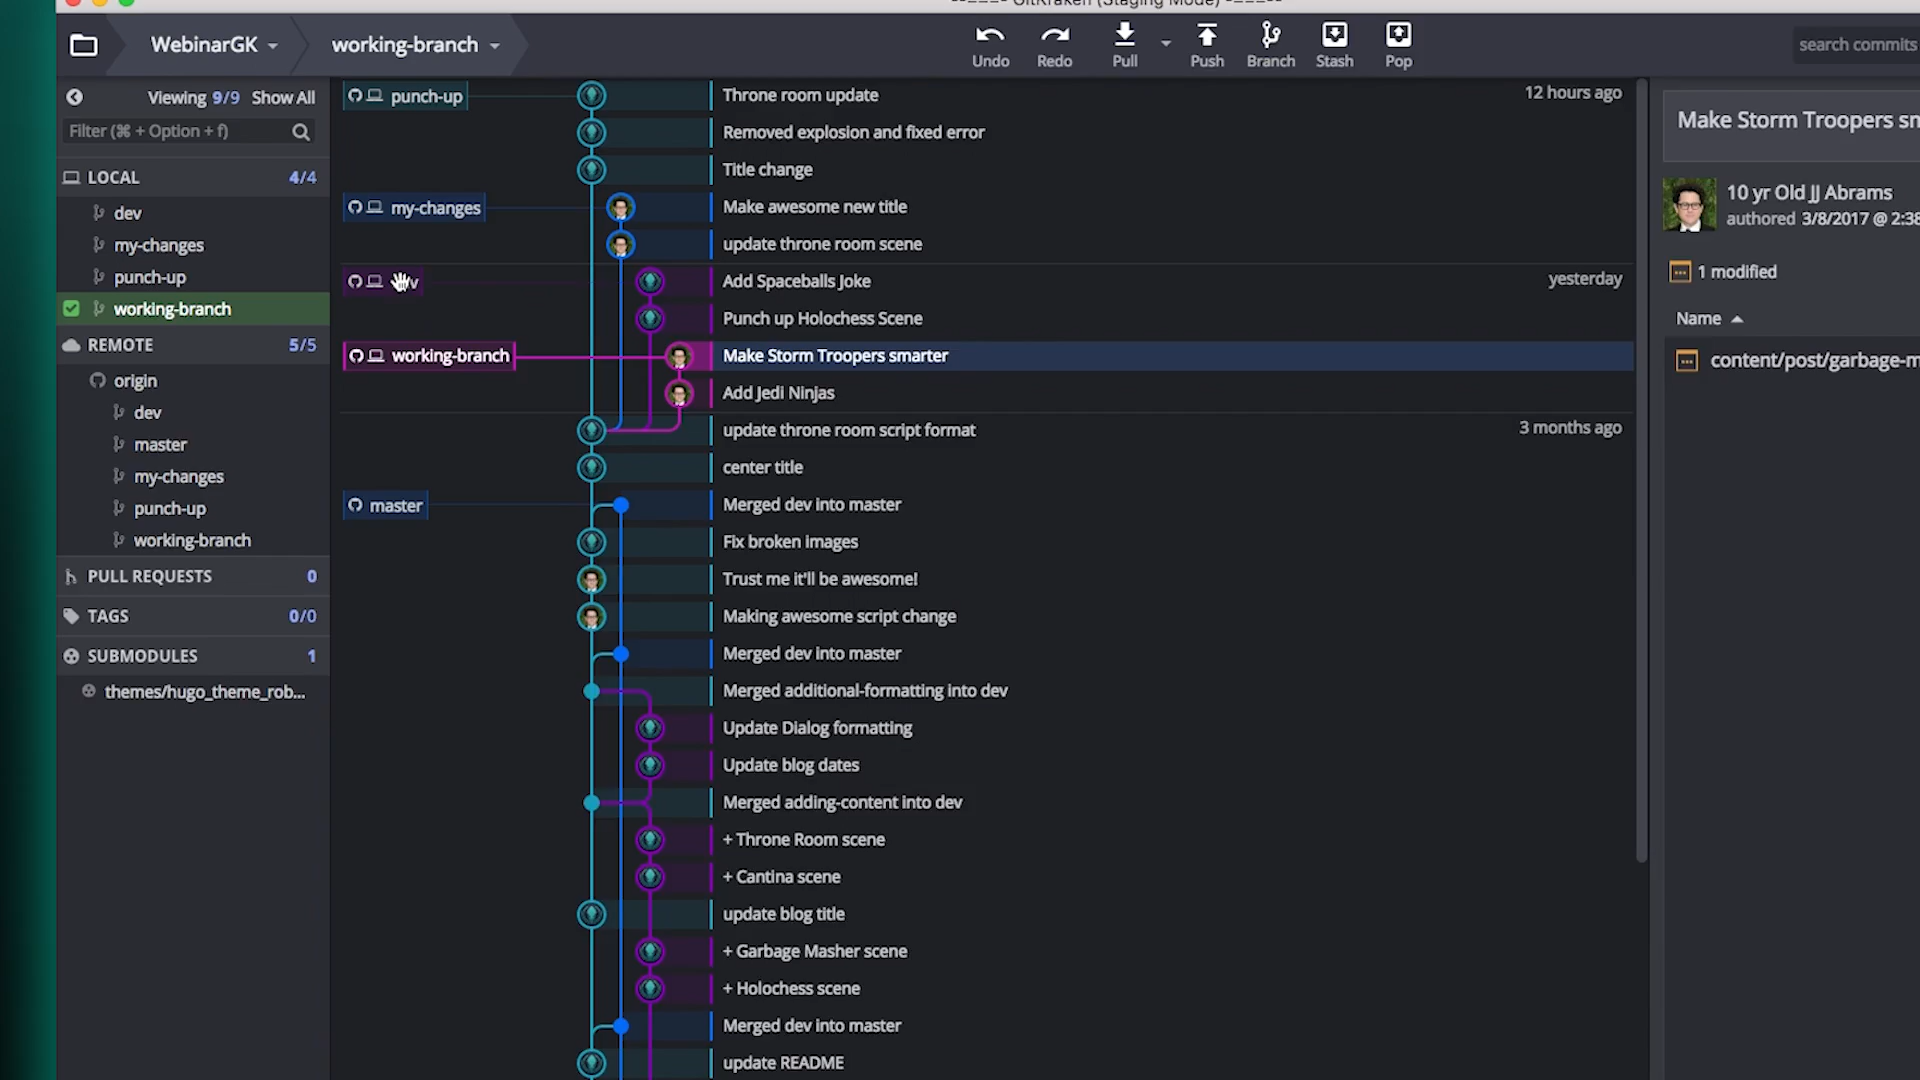 GitKraken (Staging Mode)
WebinarGK
working-branch
Undo
Redo
Pull
Push
Branch
Stash
Pop
search commits
Viewing 9/9 Show All
Filter (⌘ + Option + f)
LOCAL 4/4
dev
my-changes
punch-up
working-branch
REMOTE 5/5
origin
dev
master
my-changes
punch-up
working-branch
PULL REQUESTS 0
TAGS 0/0
SUBMODULES 1
themes/hugo_theme_rob...
punch-up Throne room update 12 hours ago
Removed explosion and fixed error
Title change
my-changes Make awesome new title
update throne room scene
Add Spaceballs Joke yesterday
Punch up Holochess Scene
working-branch Make Storm Troopers smarter
Add Jedi Ninjas
update throne room script format 3 months ago
center title
master Merged dev into master
Fix broken images
Trust me it'll be awesome!
Making awesome script change
Merged dev into master
Merged additional-formatting into dev
Update Dialog formatting
Update blog dates
Merged adding-content into dev
+ Throne Room scene
+ Cantina scene
update blog title
+ Garbage Masher scene
+ Holochess scene
Merged dev into master
update README
Make Storm Troopers sm
10 yr Old JJ Abrams
authored 3/8/2017 @ 2:38
1 modified
Name
content/post/garbage-m